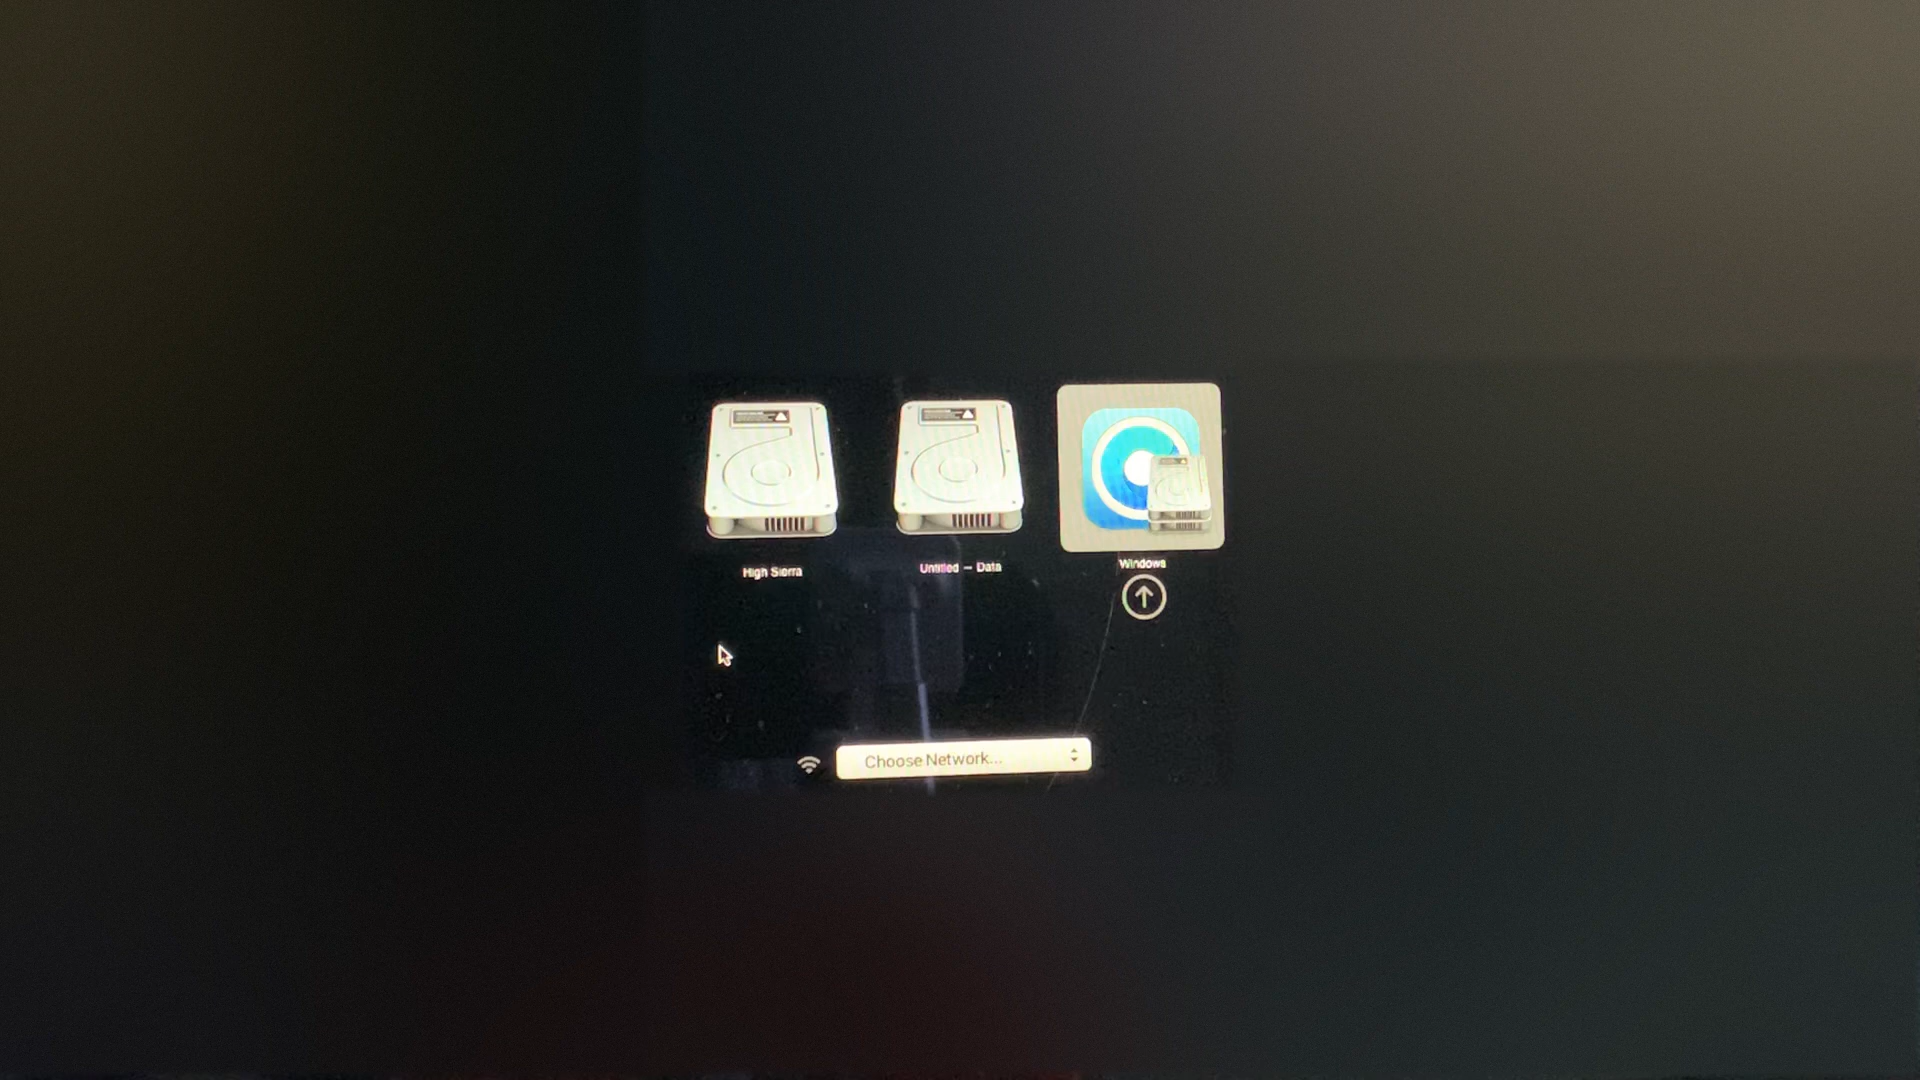 High Sierra
Untitled – Data
Windows
Choose Network...